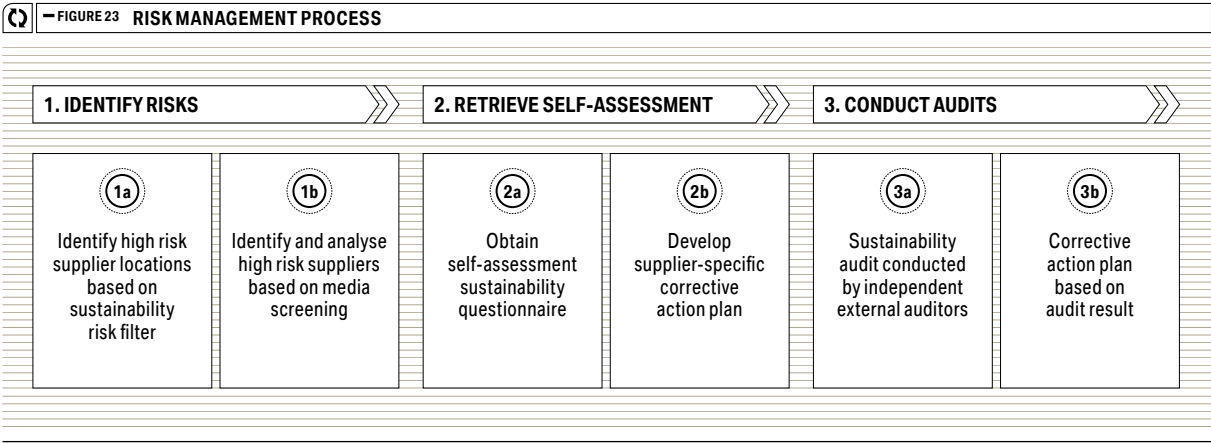 FIGURE 23 RISK MANAGEMENT PROCESS
1. IDENTIFY RISKS
2. RETRIEVE SELF-ASSESSMENT
3. CONDUCT AUDITS
1a
Identify high risk
supplier locations
based on
sustainability
risk filter
1b
Identify and analyse
high risk suppliers
based on media
screening
2a
Obtain
self-assessment
sustainability
questionnaire
2b
Develop
supplier-specific
corrective
action plan
3a
Sustainability
audit conducted
by independent
external auditors
3b
Corrective
action plan
based on
audit result